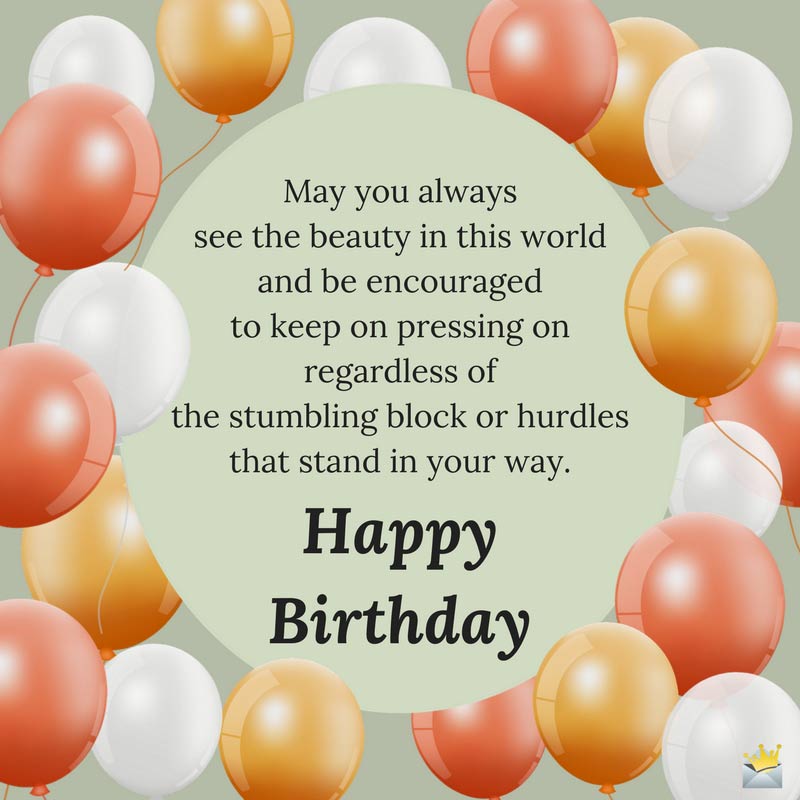 May you always
see the beauty in this world
and be encouraged
to keep on pressing on
regardless of
the stumbling block or hurdles
that stand in your way.
Happy
Birthday